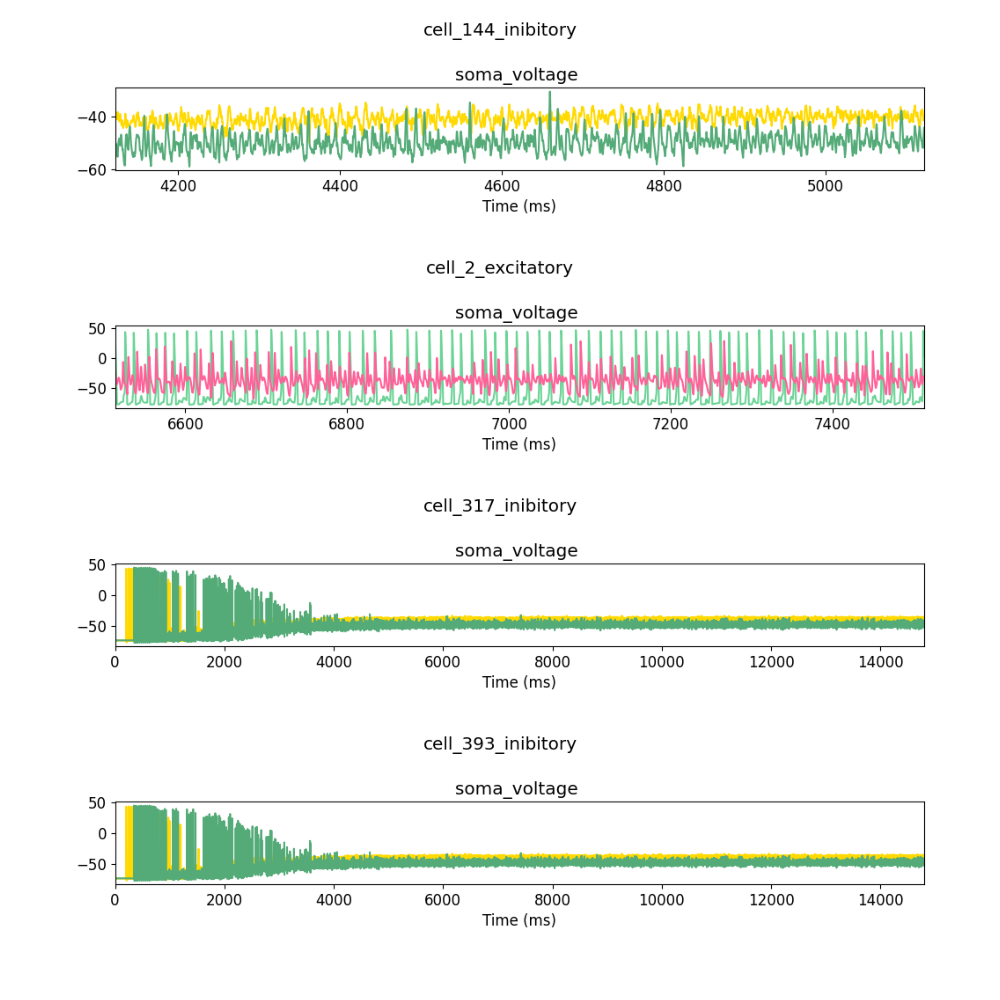 cell_144_inibitory
soma_voltage
−40
−60
4200 4400 4600 4800 5000
Time (ms)
cell_2_excitatory
soma_voltage
50
0
−50
6600 6800 7000 7200 7400
Time (ms)
cell_317_inibitory
soma_voltage
50
0
−50
0 2000 4000 6000 8000 10000 12000 14000
Time (ms)
cell_393_inibitory
soma_voltage
50
0
−50
0 2000 4000 6000 8000 10000 12000 14000
Time (ms)